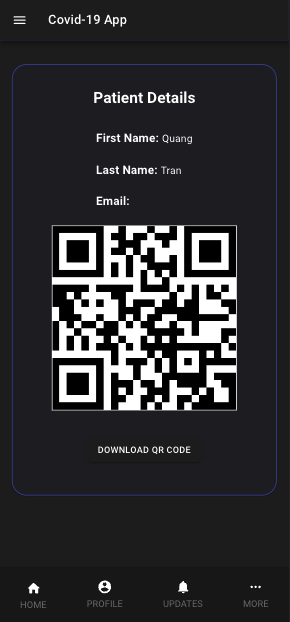 Covid-19 App
Patient Details
First Name: Quang
Last Name: Tran
Email:
DOWNLOAD QR CODE
HOME
PROFILE
UPDATES
MORE